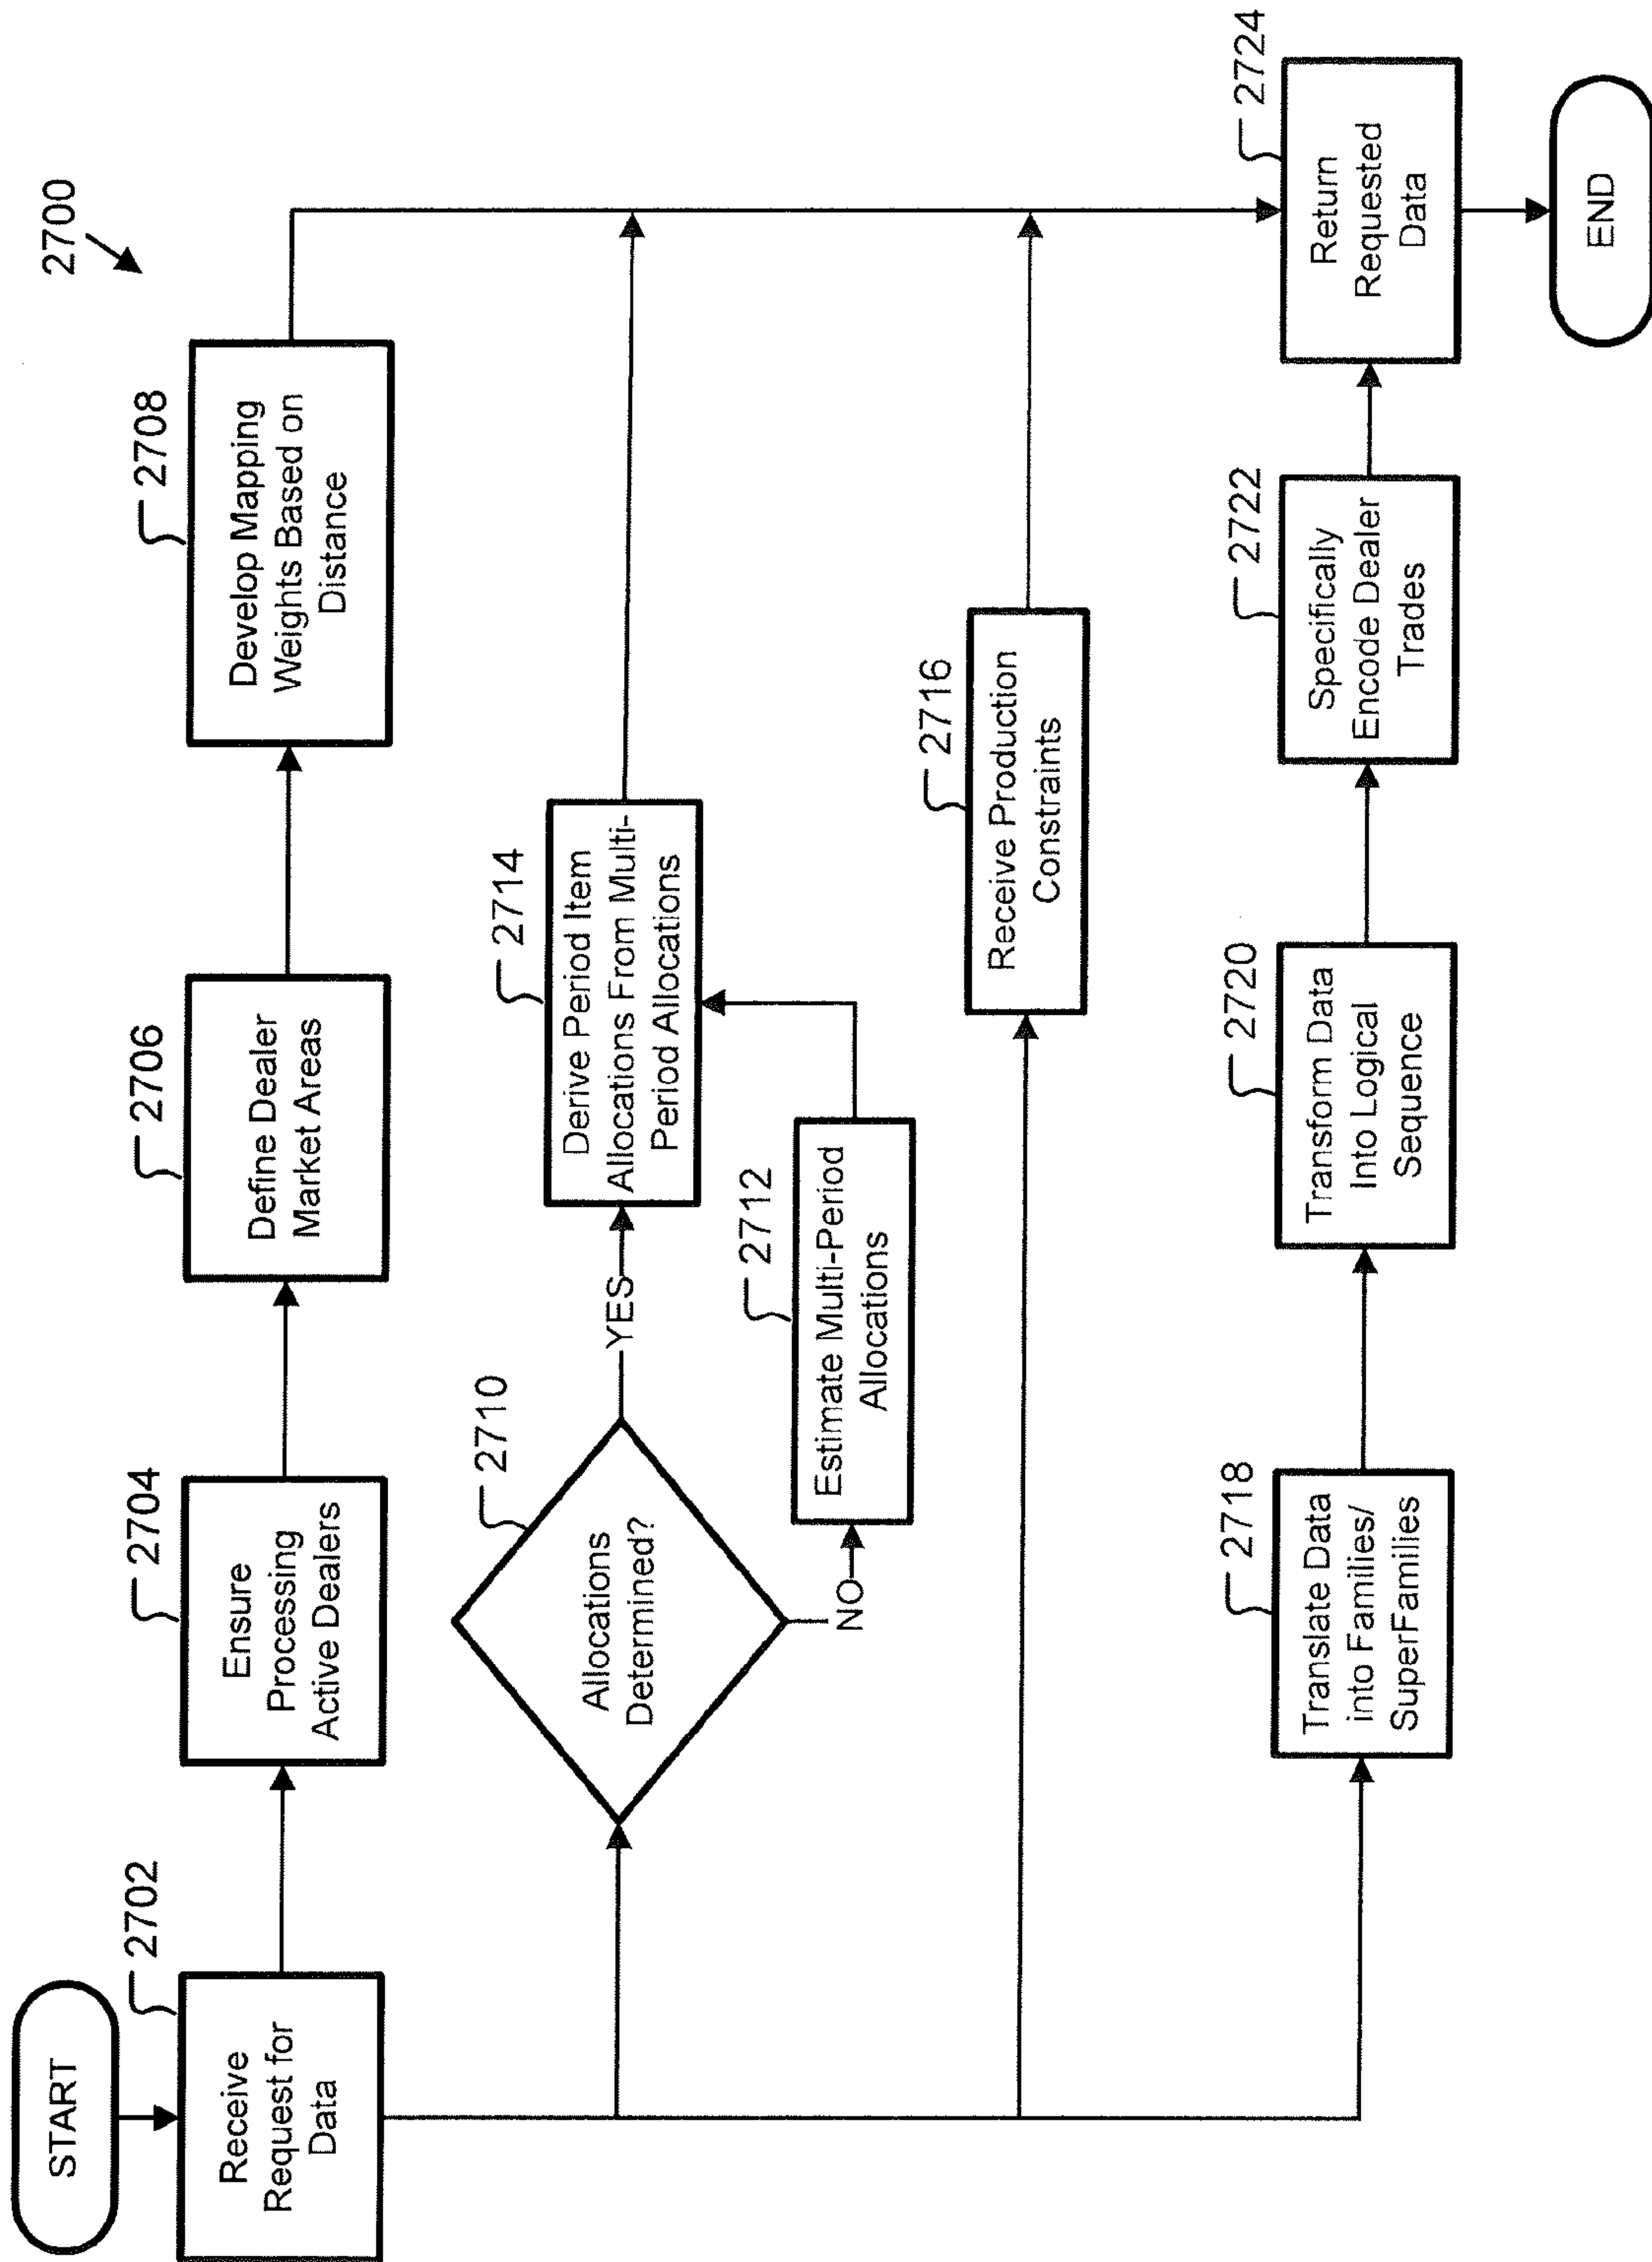 2700
START
2702
Receive
Request for
Data
2704
Ensure
Processing
Active Dealers
2706
Define Dealer
Market Areas
2708
Develop Mapping
Weights Based on
Distance
2710
Allocations
Determined?
YES
NO
2712
Estimate Multi-Period
Allocations
2714
Derive Period Item
Allocations From Multi-
Period Allocations
2716
Receive Production
Constraints
2718
Translate Data
into Families/
SuperFamilies
2720
Transform Data
Into Logical
Sequence
2722
Specifically
Encode Dealer
Trades
2724
Return
Requested
Data
END